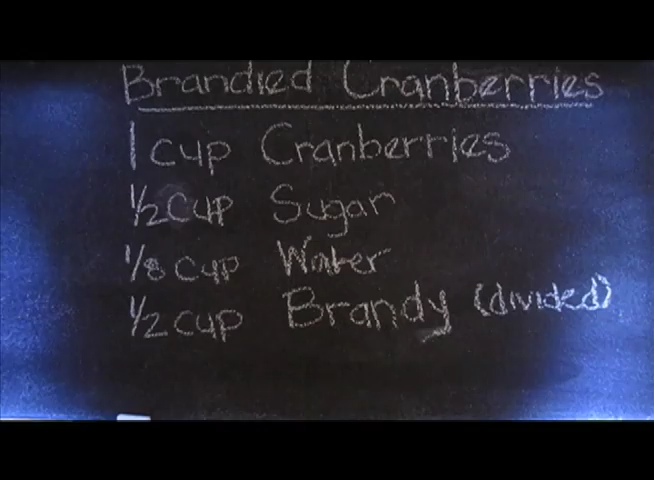 Brandied Cranberries
1 cup Cranberries
1/2 cup Sugar
1/8 cup Water
1/2 cup Brandy (divided)